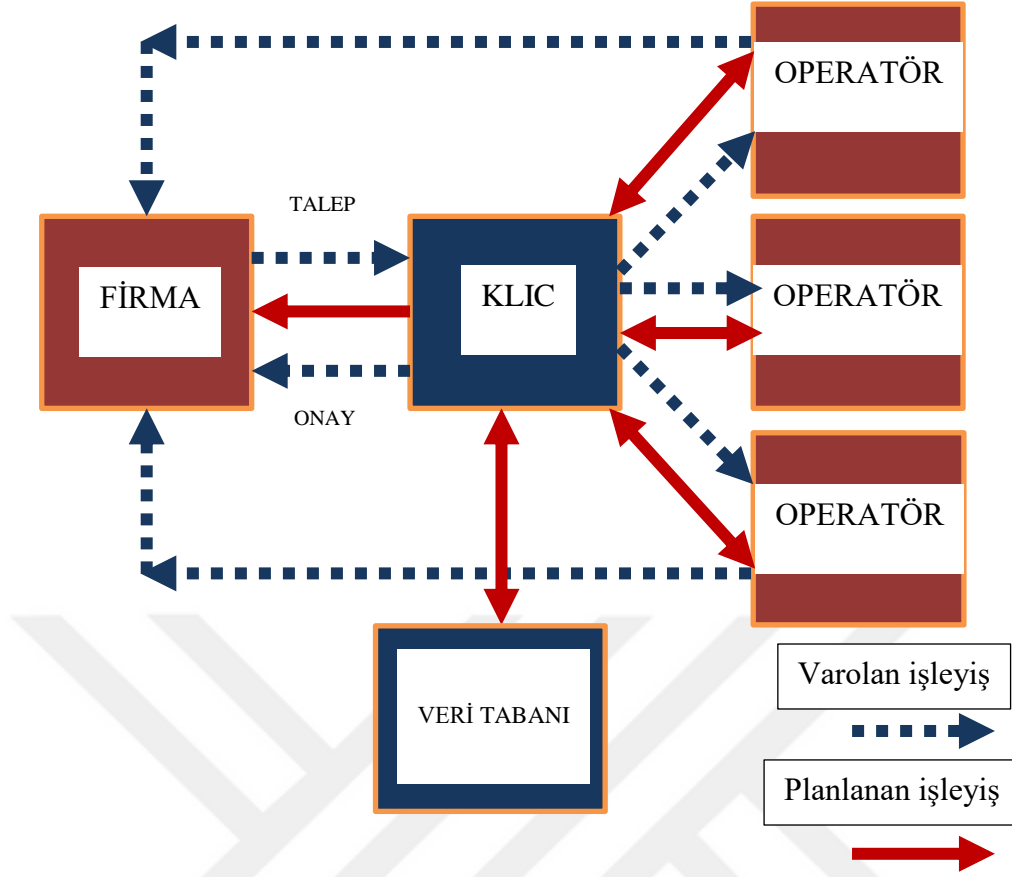 OPERATÖR
TALEP
FİRMA
KLIC
OPERATÖR
ONAY
OPERATÖR
VERİ TABANI
Varolan işleyiş
Planlanan işleyiş